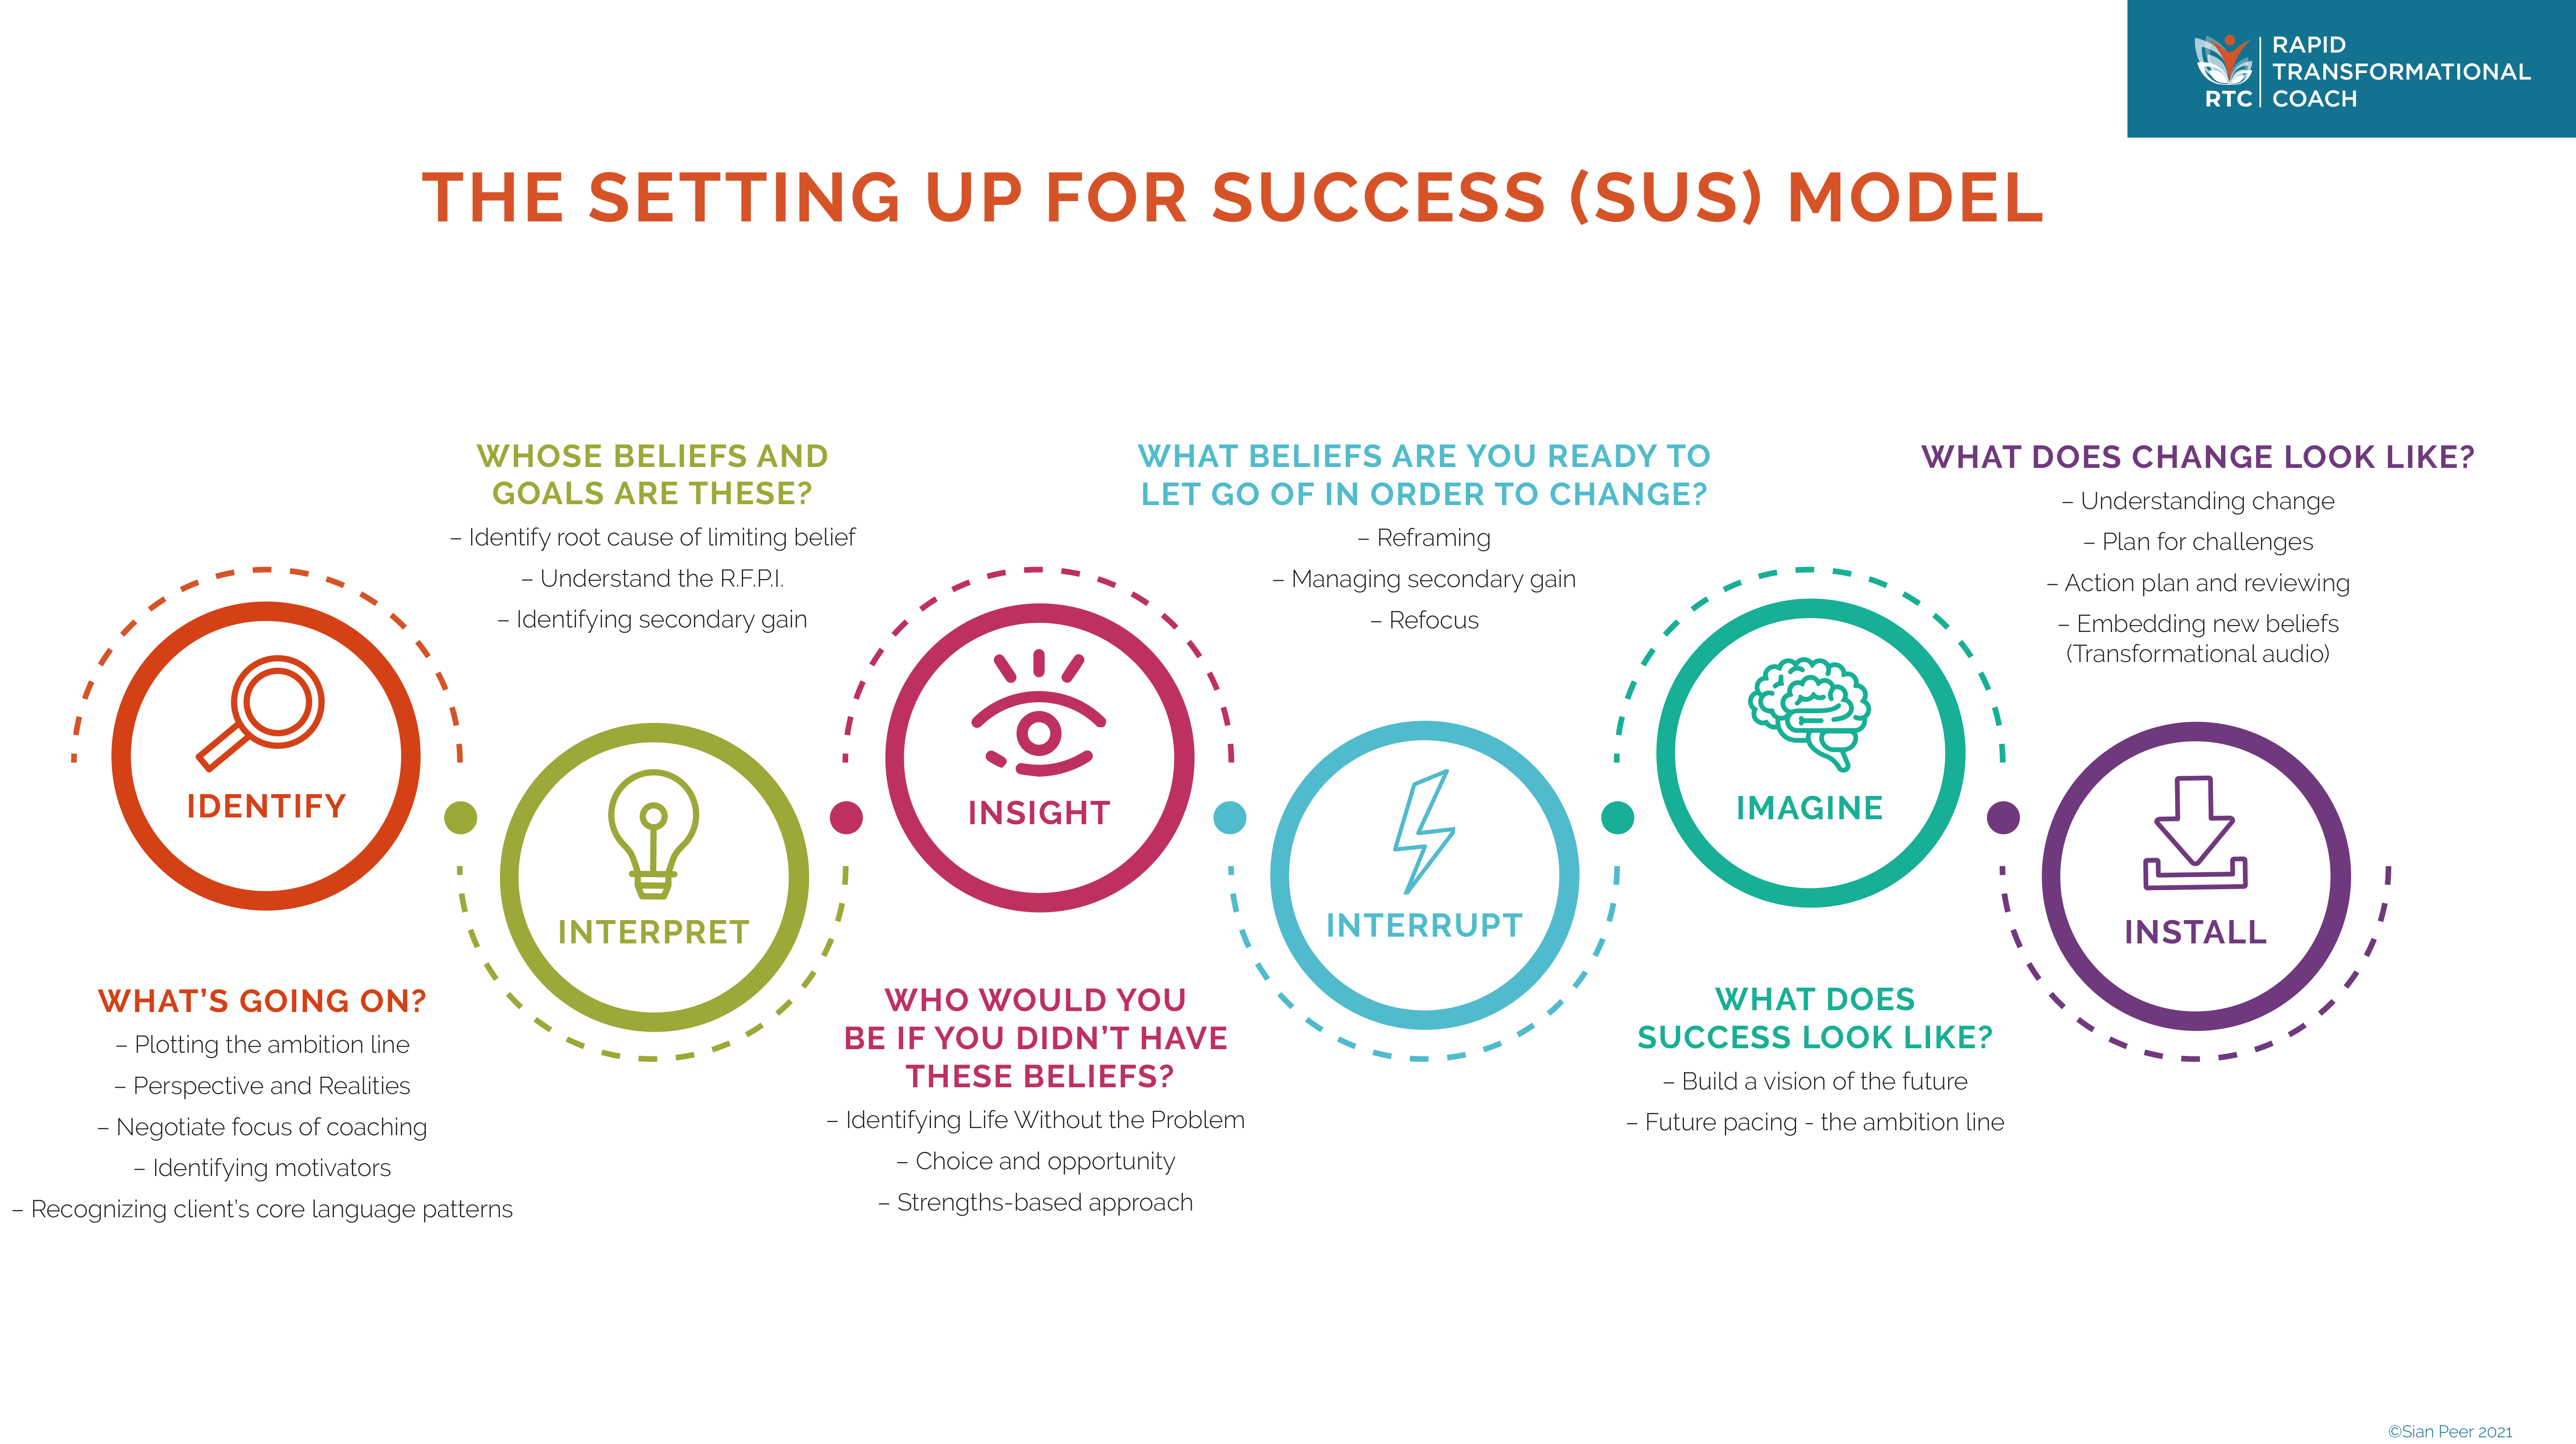 RAPID
TRANSFORMATIONAL
COACH
RTC
THE SETTING UP FOR SUCCESS (SUS) MODEL
IDENTIFY
WHAT'S GOING ON?
– Plotting the ambition line
– Perspective and Realities
– Negotiate focus of coaching
– Identifying motivators
– Recognizing client's core language patterns
WHOSE BELIEFS AND
GOALS ARE THESE?
– Identify root cause of limiting belief
– Understand the R.F.P.I.
– Identifying secondary gain
INTERPRET
INSIGHT
WHO WOULD YOU
BE IF YOU DIDN'T HAVE
THESE BELIEFS?
– Identifying Life Without the Problem
– Choice and opportunity
– Strengths-based approach
WHAT BELIEFS ARE YOU READY TO
LET GO OF IN ORDER TO CHANGE?
– Reframing
– Managing secondary gain
– Refocus
INTERRUPT
IMAGINE
WHAT DOES
SUCCESS LOOK LIKE?
– Build a vision of the future
– Future pacing - the ambition line
WHAT DOES CHANGE LOOK LIKE?
– Understanding change
– Plan for challenges
– Action plan and reviewing
– Embedding new beliefs
(Transformational audio)
INSTALL
©Sian Peer 2021